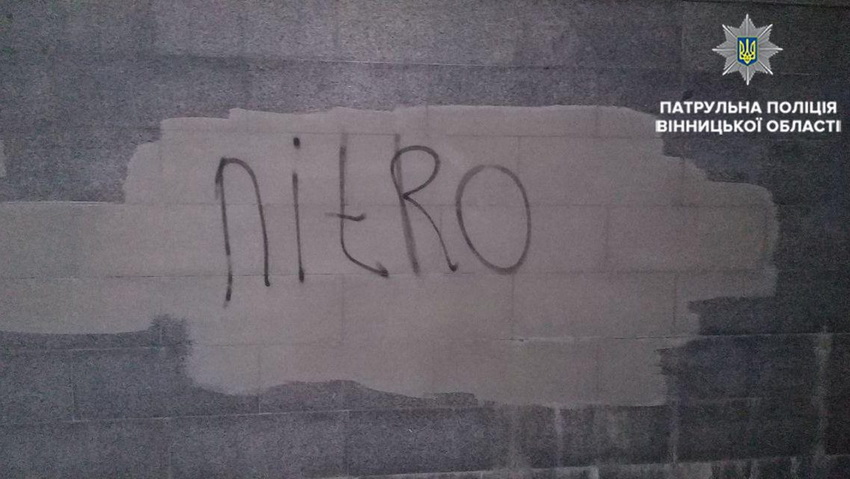 ПАТРУЛЬНА ПОЛІЦІЯ
ВІННИЦЬКОЇ ОБЛАСТІ
nitRO